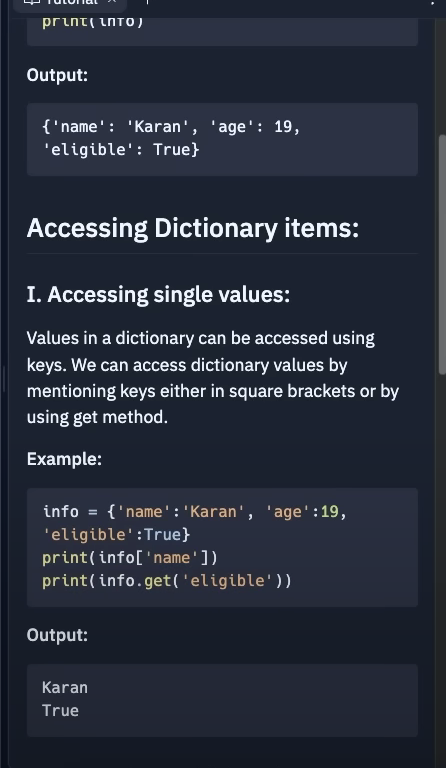 Tutorial
print(info)
Output:
{'name': 'Karan', 'age': 19,
'eligible': True}
Accessing Dictionary items:
I. Accessing single values:
Values in a dictionary can be accessed using
keys. We can access dictionary values by
mentioning keys either in square brackets or by
using get method.
Example:
info = {'name':'Karan', 'age':19,
'eligible':True}
print(info['name'])
print(info.get('eligible'))
Output:
Karan
True